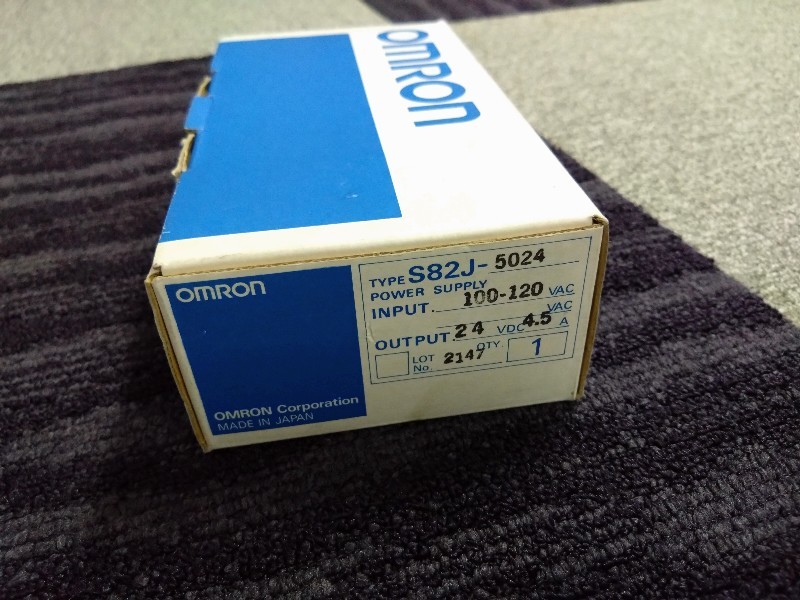 OMRON
OMRON
OMRON Corporation
MADE IN JAPAN
TYPE S82J-5024
POWER SUPPLY
INPUT. 100-120 VAC
VAC
OUTPUT. 24 VDC 4.5 A
LOT No. 2147 QTY. 1